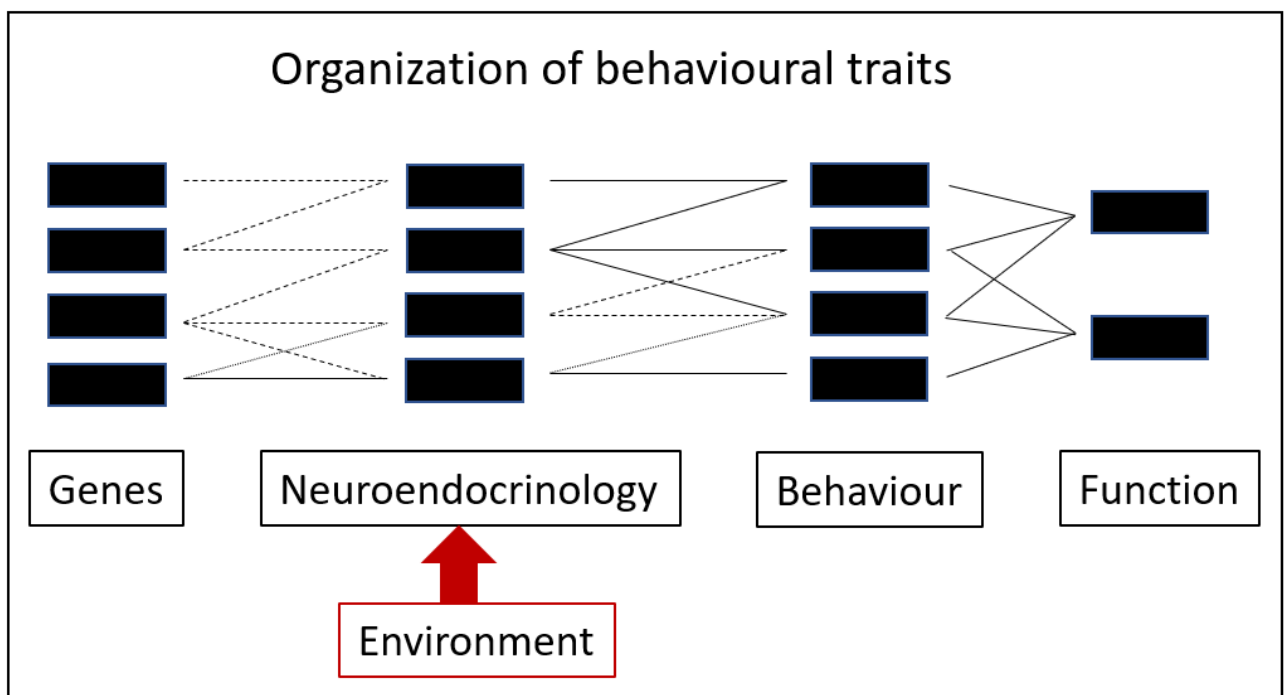 Organization of behavioural traits
Genes
Neuroendocrinology
Behaviour
Function
Environment